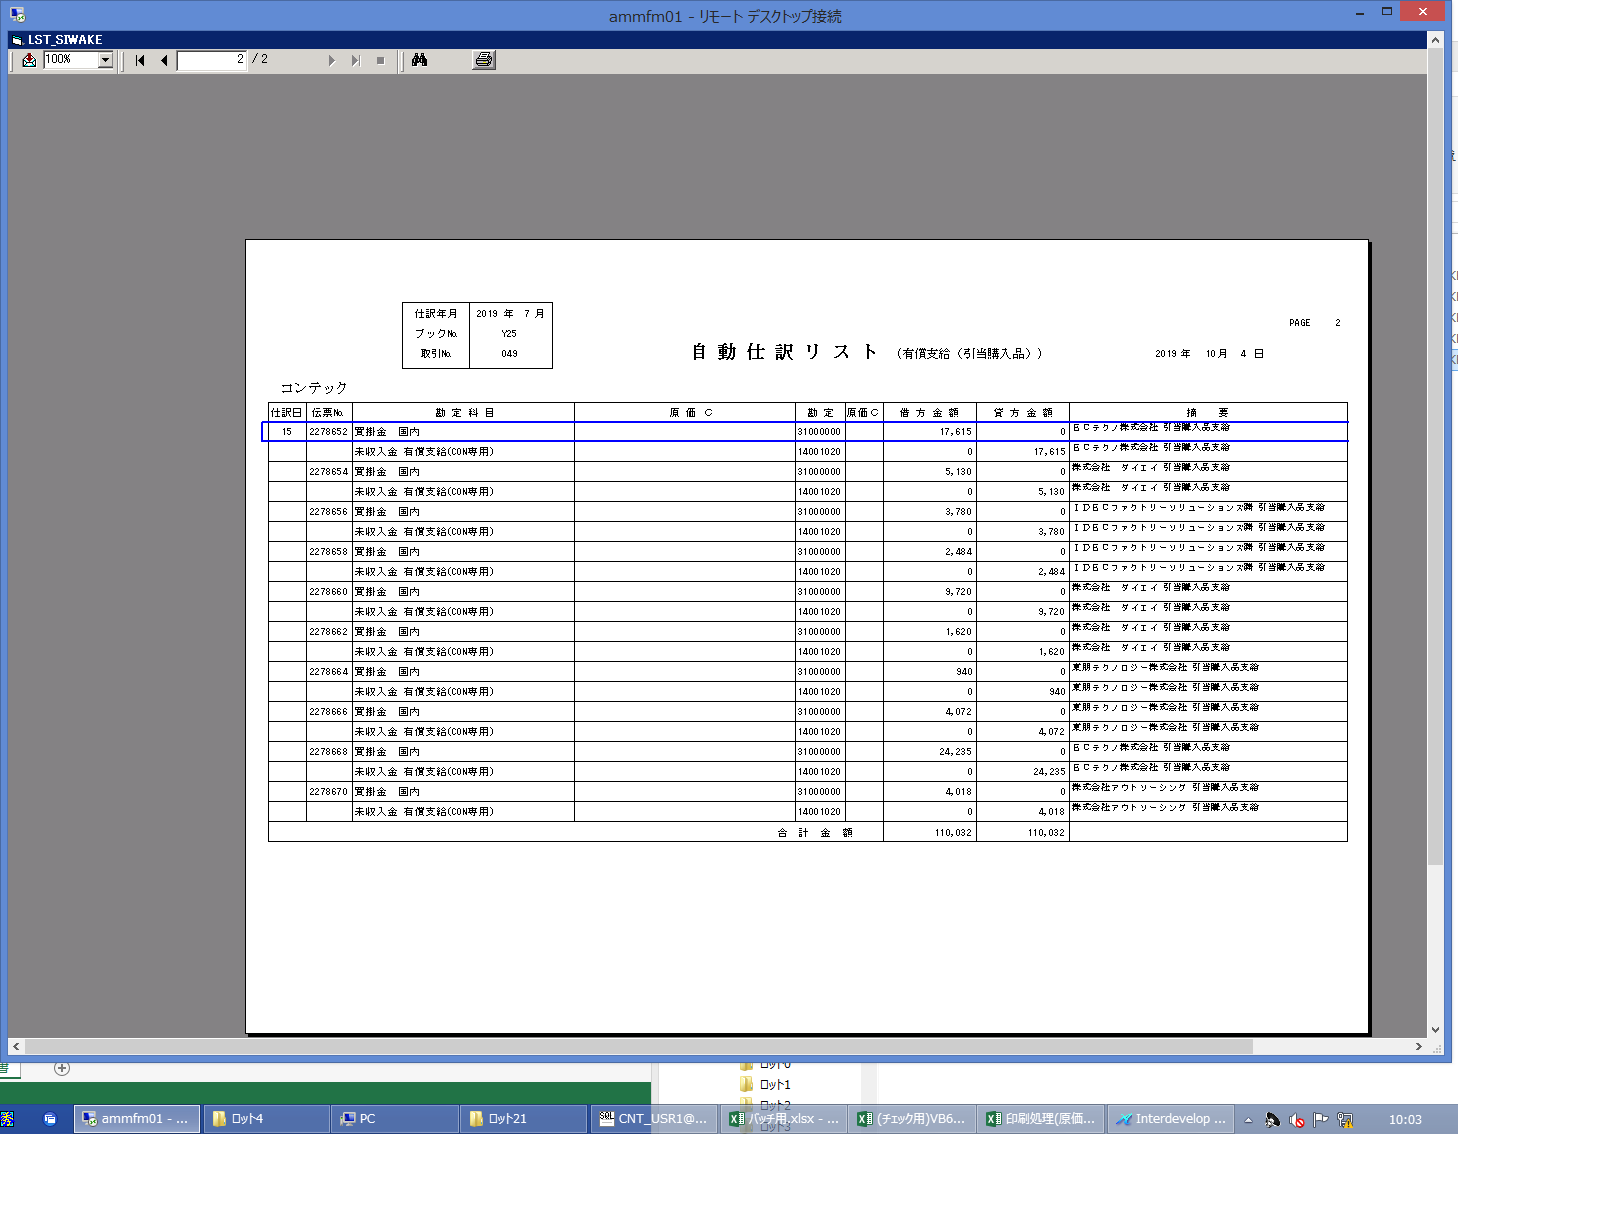 ammfm01 - リモート デスクトップ接続
LST_SIWAKE
100% 2 / 2
仕訳年月 2019 年 7 月
ブックNo. Y25
取引No. 049
PAGE 2
自 動 仕 訳 リ ス ト (有償支給（引当購入品）)
2019 年 10月 4 日
コンテック
仕訳日 伝票No. 勘 定 科 目 原 価 C 勘 定 原価C 借 方 金 額 貸 方 金 額 摘 要
15 2278652 買掛金 国内 31000000 17,615 0 ECテクノ株式会社 引当購入品支給
未収入金 有償支給(CON専用) 14001020 0 17,615 ECテクノ株式会社 引当購入品支給
2278654 買掛金 国内 31000000 5,130 0 株式会社 ダイエイ 引当購入品支給
未収入金 有償支給(CON専用) 14001020 0 5,130 株式会社 ダイエイ 引当購入品支給
2278656 買掛金 国内 31000000 3,780 0 IDECファクトリーソリューションズ㈱ 引当購入品支給
未収入金 有償支給(CON専用) 14001020 0 3,780 IDECファクトリーソリューションズ㈱ 引当購入品支給
2278658 買掛金 国内 31000000 2,484 0 IDECファクトリーソリューションズ㈱ 引当購入品支給
未収入金 有償支給(CON専用) 14001020 0 2,484 IDECファクトリーソリューションズ㈱ 引当購入品支給
2278660 買掛金 国内 31000000 9,720 0 株式会社 ダイエイ 引当購入品支給
未収入金 有償支給(CON専用) 14001020 0 9,720 株式会社 ダイエイ 引当購入品支給
2278662 買掛金 国内 31000000 1,620 0 株式会社 ダイエイ 引当購入品支給
未収入金 有償支給(CON専用) 14001020 0 1,620 株式会社 ダイエイ 引当購入品支給
2278664 買掛金 国内 31000000 940 0 東朋テクノロジー株式会社 引当購入品支給
未収入金 有償支給(CON専用) 14001020 0 940 東朋テクノロジー株式会社 引当購入品支給
2278666 買掛金 国内 31000000 4,072 0 東朋テクノロジー株式会社 引当購入品支給
未収入金 有償支給(CON専用) 14001020 0 4,072 東朋テクノロジー株式会社 引当購入品支給
2278668 買掛金 国内 31000000 24,235 0 ECテクノ株式会社 引当購入品支給
未収入金 有償支給(CON専用) 14001020 0 24,235 ECテクノ株式会社 引当購入品支給
2278670 買掛金 国内 31000000 4,018 0 株式会社アウトソーシング 引当購入品支給
未収入金 有償支給(CON専用) 14001020 0 4,018 株式会社アウトソーシング 引当購入品支給
合 計 金 額 110,032 110,032
ロット0
ロット1
ロット2
ロット3
ammfm01 - ... ロット4 PC ロット21 CNT_USR1@... バッチ用.xlsx - ... (チェック用)VB6... 印刷処理(原価... Interdevelop ... 10:03